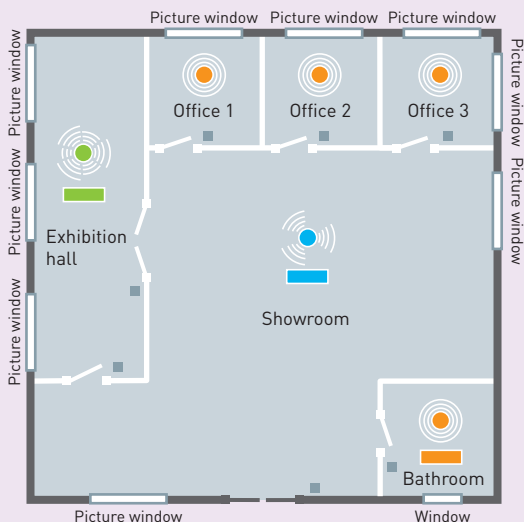 Picture window
Picture window
Picture window
Picture window
Picture window
Office 1
Office 2
Office 3
Picture window
Picture window
Exhibition
hall
Showroom
Picture window
Bathroom
Picture window
Window